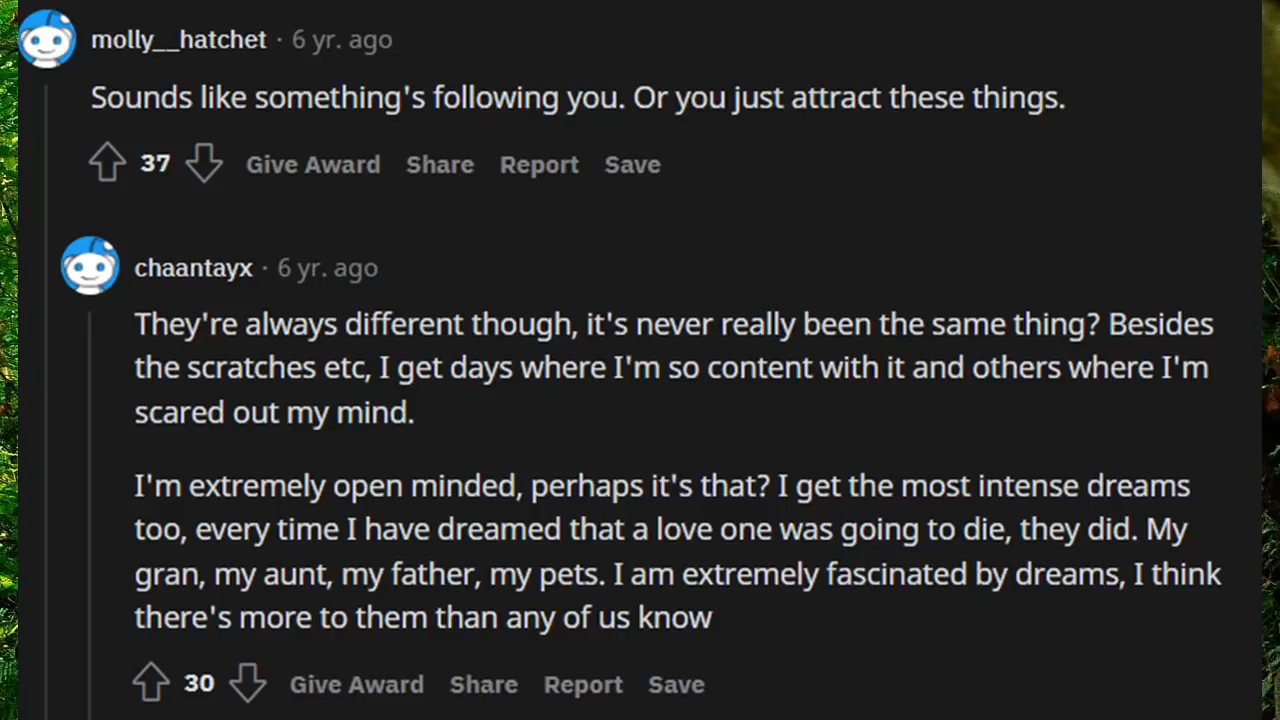 molly__hatchet · 6 yr. ago
Sounds like something's following you. Or you just attract these things.
37 Give Award Share Report Save
chaantayx · 6 yr. ago
They're always different though, it's never really been the same thing? Besides
the scratches etc, I get days where I'm so content with it and others where I'm
scared out my mind.
I'm extremely open minded, perhaps it's that? I get the most intense dreams
too, every time I have dreamed that a love one was going to die, they did. My
gran, my aunt, my father, my pets. I am extremely fascinated by dreams, I think
there's more to them than any of us know
30 Give Award Share Report Save